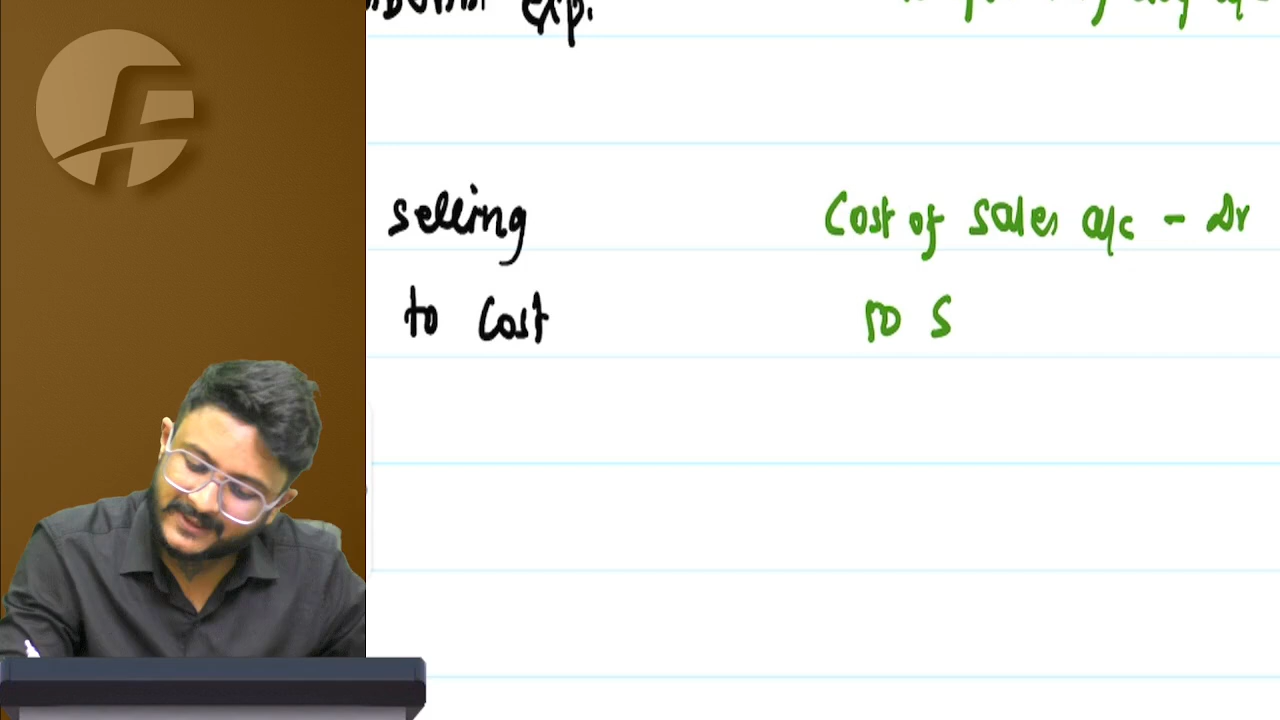 exp.
selling Cost of sales a/c - Dr
to Cost to S